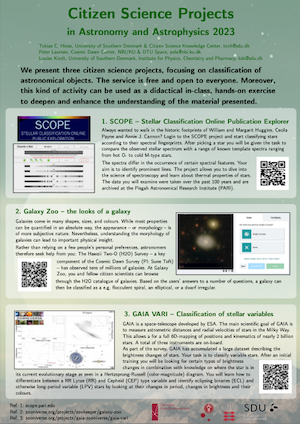 Citizen Science Projects
in Astronomy and Astrophysics 2023
Tobias C. Hinse, University of Southern Denmark & Citizen Science Knowledge Center,
Peter Laursen, Cosmic Dawn Center, NBI/KU & DTU Space,
University of Southern Denmark, Institute for Physics, Chemistry and Pharmacy,
We present three citizen science projects, focusing on classification of
astronomical objects. The service is free and open to everyone. Moreover,
this kind of activity can be used as a didactical in-class, hands-on exercise
to deepen and enhance the understanding of the material presented.
SCOPE
STELLAR CLASSIFICATION ONLINE
PUBLICATION EXPLORER
1. SCOPE – Stellar Classification Online Publication Explorer
Always wanted to walk in the historic footsteps of William and Margaret Huggins, Cecilia
Payne and Annie J. Cannon? Login to the SCOPE project and start classifying stars
according to their spectral fingerprints. After picking a star you will be given the task to
compare the observed stellar spectrum with a range of known template spectra ranging
from hot O- to cold M-type stars.
The spectra differ in the occurrence of certain spectral features. Your
aim is to identify prominent lines. The project allows you to dive into
the science of spectroscopy and learn about thermal properties of stars.
The data you will examine were taken over the past 100 years and are
archived at the Pisgah Astronomical Research Institute (PARI).
2. Galaxy Zoo – the looks of a galaxy
Galaxies come in many shapes, sizes, and colours. While most properties
can be quantified in an absolute way, the appearance – or morphology – is
of more subjective nature. Nevertheless, understanding the morphology of
galaxies can lead to important physical insight.
Rather than relying on a few people's personal preferences, astronomers
therefore seek help from you: The Hawaii Two-O (H2O) Survey – a key
component of the Cosmic Dawn Survey (PI: Sune Toft)
– has observed tens of millions of galaxies. At Galaxy
Zoo, you and fellow citizen scientists can browse
through the H2O catalogue of galaxies. Based on the users' answers to a number of questions, a galaxy can
then be classified as e.g. flocculent spiral, an elliptical, or a dwarf irregular.
3. GAIA VARI – Classification of stellar variables
GAIA is a space-telescope developed by ESA. The main scientific goal of GAIA is
to measure astrometric distances and radial velocities of stars in the Milky Way.
This allows a for a full 6D-mapping of positions and kinematics of nearly 2 billion
stars. A total of three instruments are on-board.
As part of the survey, GAIA has accumulated a large dataset describing the
brightness changes of stars. Your task is to classify variable stars. After an initial
training you will be looking for certain types of brightness
changes in combination with knowledge on where the star is in
its current evolutionary stage as seen in a Hertzsprung-Russell (color-magnitude) diagram. You will learn how to
differentiate between a RR Lyrae (RR) and Cepheid (CEP) type variable and identify eclipsing binaries (ECL) and
otherwise long period variable (LPV) stars by looking at their changes in period, changes in brightness and their
colours.
Ref. 1: scope.pari.edu
Ref. 2: zooniverse.org/projects/zookeeper/galaxy-zoo
Ref. 3: zooniverse.org/projects/gaia-zooniverse/gaia-vari
SDU